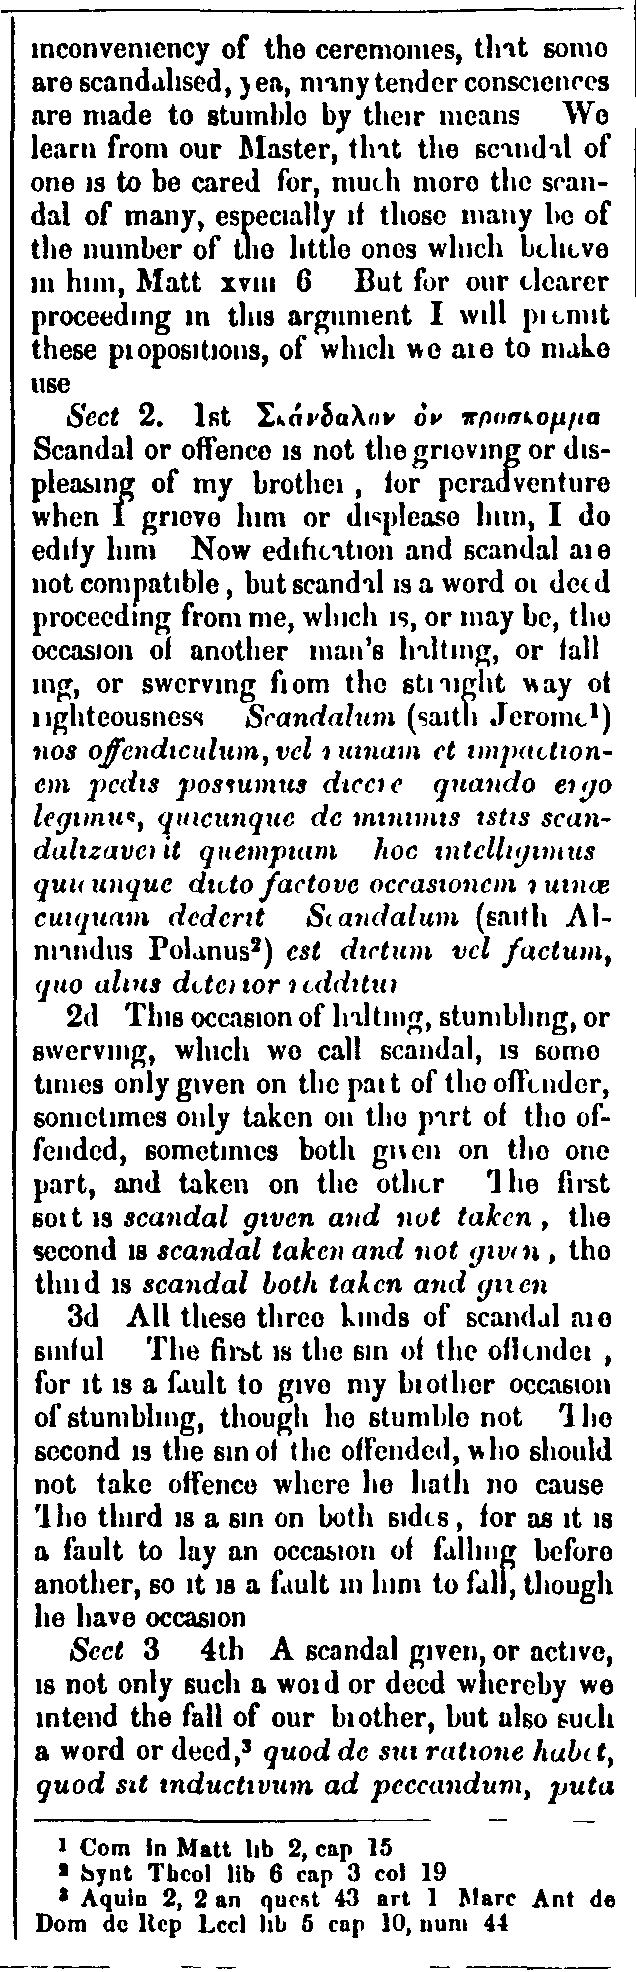 inconveniency of the ceremonies, that some
are scandalised, yea, many tender consciences
are made to stumble by their means We
learn from our Master, that the scandal of
one is to be cared for, much more the scan-
dal of many, especially if those many be of
the number of the little ones which believe
in him, Matt xviii 6 But for our clearer
proceeding in this argument I will premit
these propositions, of which we are to make
use
Sect 2. 1st Σκάνδαλον ὀν προσκομμα
Scandal or offence is not the grieving or dis-
pleasing of my brother, for peradventure
when I grieve him or displease him, I do
edify him Now edification and scandal are
not compatible, but scandal is a word or deed
proceeding from me, which is, or may be, the
occasion of another man's halting, or fall
ing, or swerving from the straight way of
righteousness Scandalum (saith Jerome¹)
nos offendiculum, vel ruinam et impaction-
em pedis possumus dicere quando ergo
legimus, quicunque de minimis istis scan-
dalizaverit quempiam hoc intelligimus
quicunque dicto factove occasionem ruinæ
cuiquam dederit Scandalum (saith Al-
mandus Polanus²) est dictum vel factum,
quo alius deterior redditur
2d This occasion of halting, stumbling, or
swerving, which we call scandal, is some
times only given on the part of the offender,
sometimes only taken on the part of the of-
fended, sometimes both given on the one
part, and taken on the other The first
sort is scandal given and not taken, the
second is scandal taken and not given, the
third is scandal both taken and given
3d All these three kinds of scandal are
sinful The first is the sin of the offender,
for it is a fault to give my brother occasion
of stumbling, though he stumble not The
second is the sin of the offended, who should
not take offence where he hath no cause
The third is a sin on both sides, for as it is
a fault to lay an occasion of falling before
another, so it is a fault in him to fall, though
he have occasion
Sect 3 4th A scandal given, or active,
is not only such a word or deed whereby we
intend the fall of our brother, but also such
a word or deed,³ quod de sui ratione habet,
quod sit inductivum ad peccandum, puta
¹ Com in Matt lib 2, cap 15
² Synt Theol lib 6 cap 3 col 19
³ Aquin 2, 2 an quest 43 art 1 Marc Ant de
Dom de Rep Eccl lib 5 cap 10, num 44